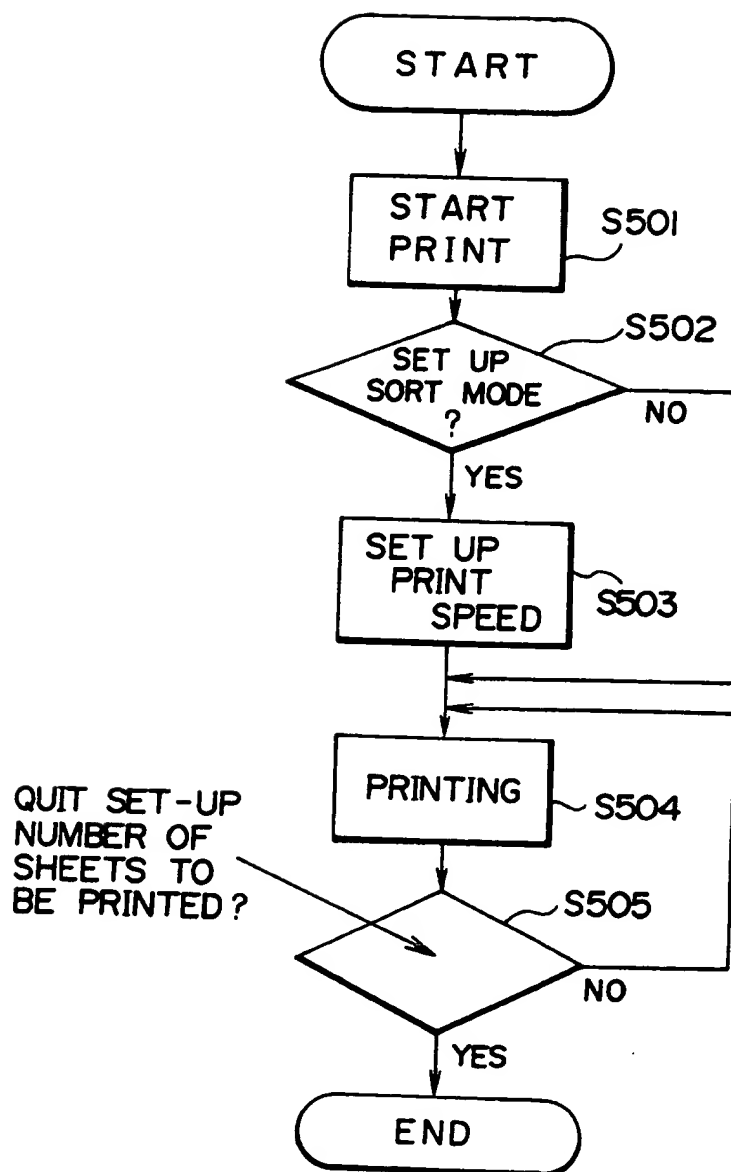 START
START
PRINT
S501
SET UP
SORT MODE
?
S502
NO
YES
SET UP
PRINT
SPEED
S503
PRINTING
S504
QUIT SET-UP
NUMBER OF
SHEETS TO
BE PRINTED?
S505
NO
YES
END